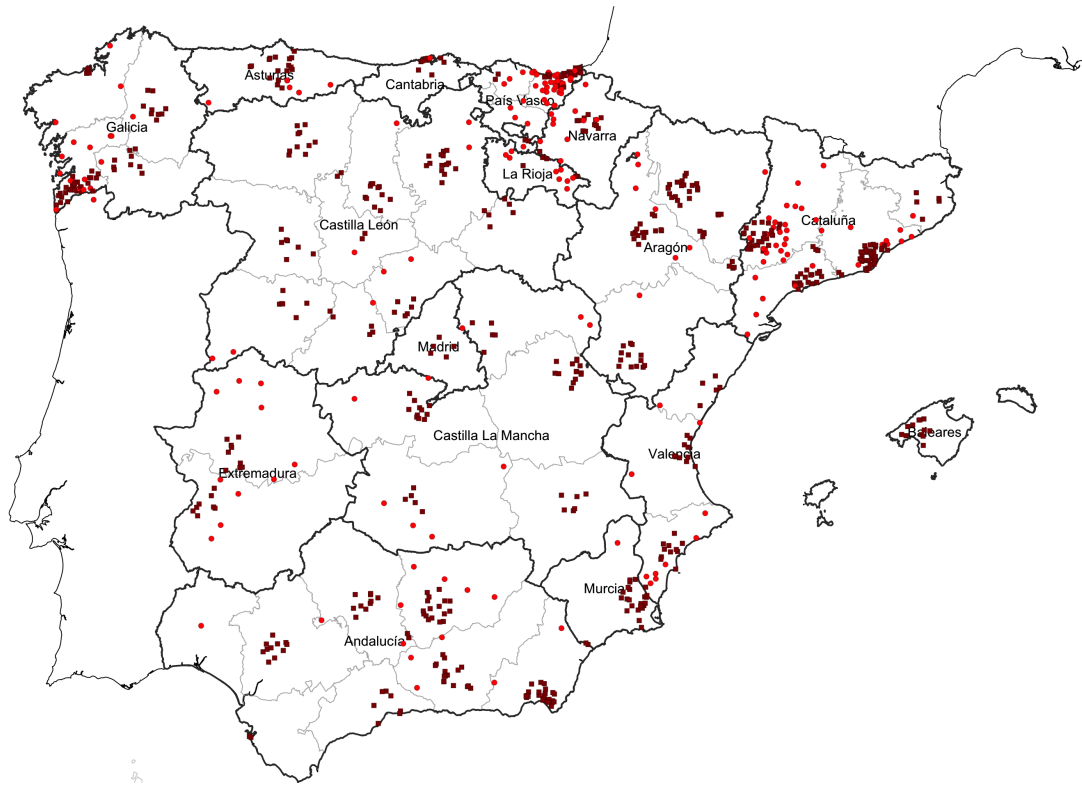 Asturias
Cantabria
País Vasco
Galicia
Navarra
La Rioja
Cataluña
Castilla León
Aragón
Madrid
Baleares
Castilla La Mancha
Valencia
Extremadura
Murcia
Andalucía